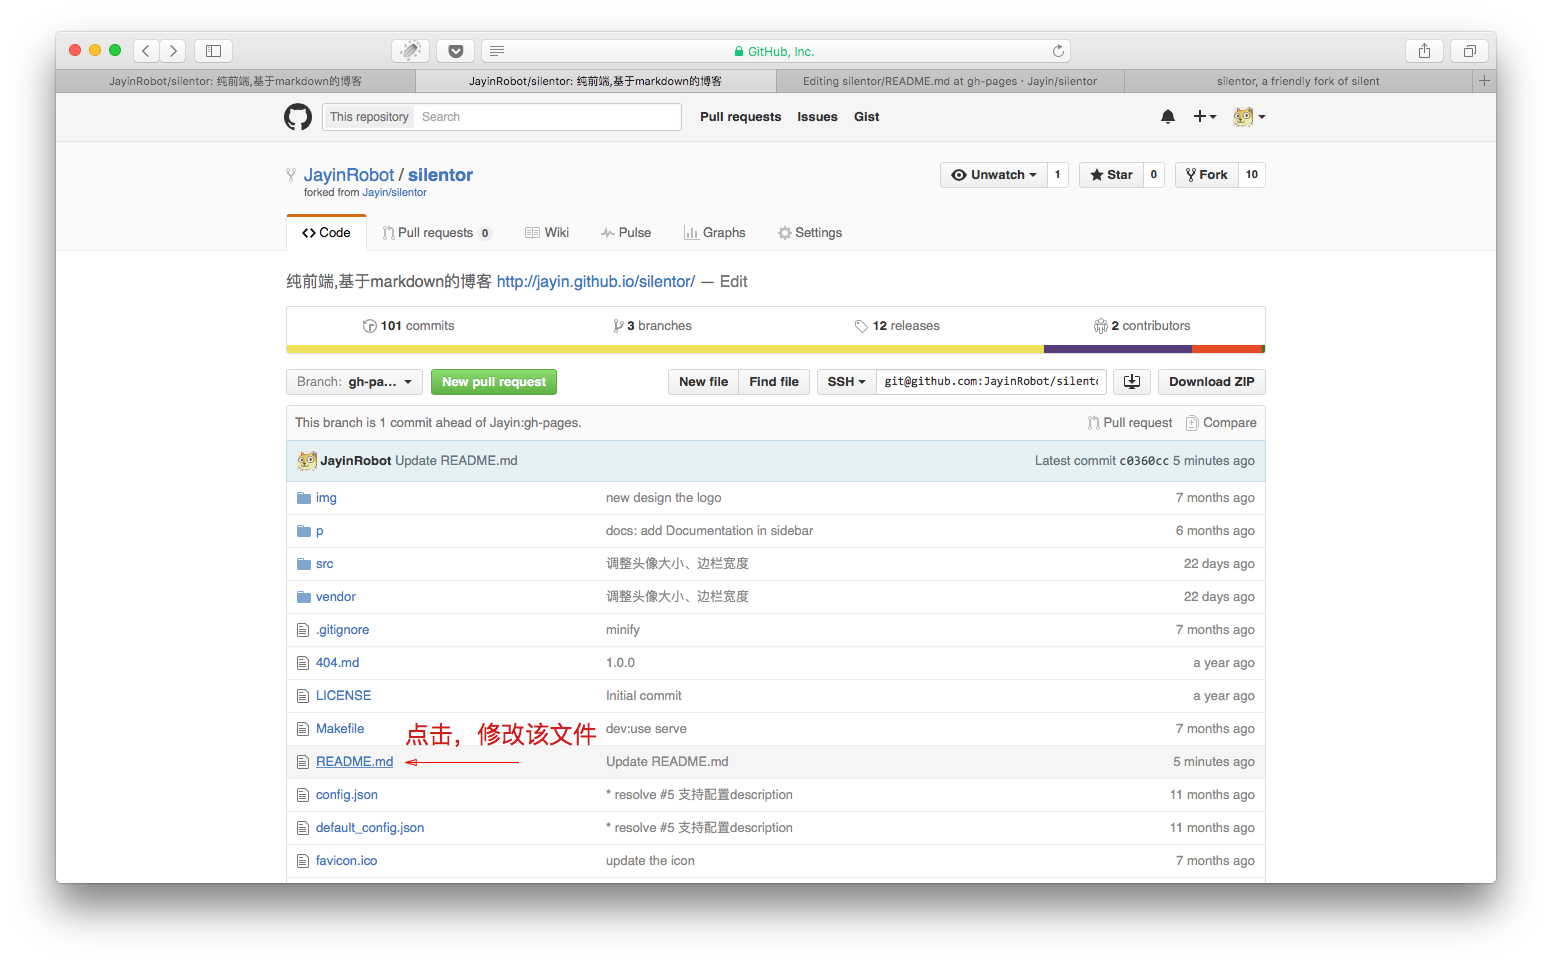 GitHub, Inc.
JayinRobot/silentor: 纯前端,基于markdown的博客
JayinRobot/silentor: 纯前端,基于markdown的博客
Editing silentor/README.md at gh-pages · Jayin/silentor
silentor, a friendly fork of silent
This repository Search Pull requests Issues Gist
JayinRobot / silentor
forked from Jayin/silentor
Unwatch 1 Star 0 Fork 10
Code Pull requests 0 Wiki Pulse Graphs Settings
纯前端,基于markdown的博客 http://jayin.github.io/silentor/ — Edit
101 commits 3 branches 12 releases 2 contributors
Branch: gh-pa... New pull request New file Find file SSH git@github.com:JayinRobot/silento Download ZIP
This branch is 1 commit ahead of Jayin:gh-pages. Pull request Compare
JayinRobot Update README.md Latest commit c0360cc 5 minutes ago
img new design the logo 7 months ago
p docs: add Documentation in sidebar 6 months ago
src 调整头像大小、边栏宽度 22 days ago
vendor 调整头像大小、边栏宽度 22 days ago
.gitignore minify 7 months ago
404.md 1.0.0 a year ago
LICENSE Initial commit a year ago
Makefile dev:use serve 7 months ago
点击，修改该文件
README.md Update README.md 5 minutes ago
config.json * resolve #5 支持配置description 11 months ago
default_config.json * resolve #5 支持配置description 11 months ago
favicon.ico update the icon 7 months ago